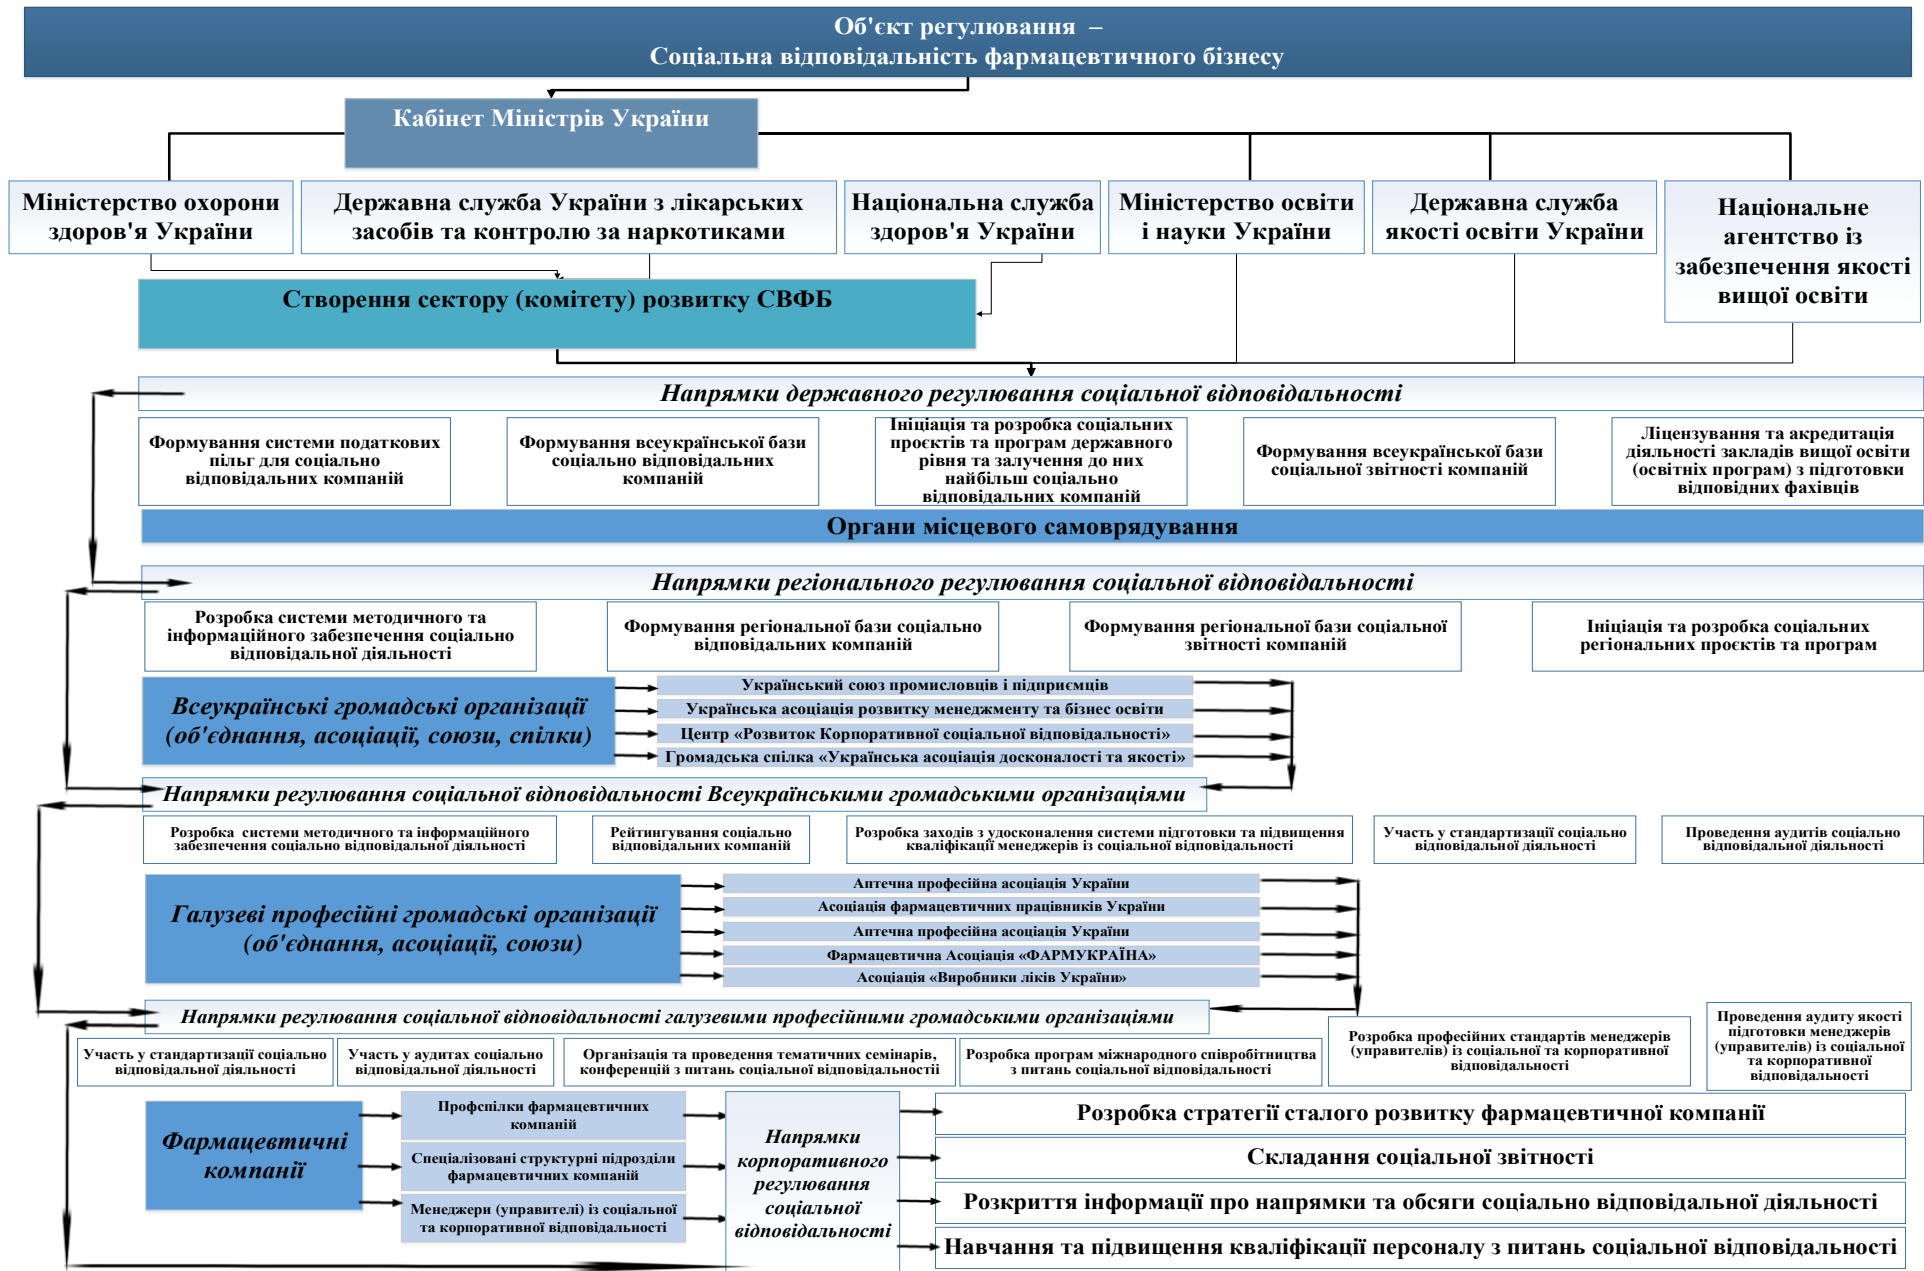 Об'єкт регулювання –
Соціальна відповідальність фармацевтичного бізнесу
Кабінет Міністрів України
Міністерство охорони
здоров'я України
Державна служба України з лікарських
засобів та контролю за наркотиками
Національна служба
здоров'я України
Міністерство освіти
і науки України
Державна служба
якості освіти України
Національне
агентство із
забезпечення якості
вищої освіти
Створення сектору (комітету) розвитку СВФБ
Напрямки державного регулювання соціальної відповідальності
Формування системи податкових
пільг для соціально
відповідальних компаній
Формування всеукраїнської бази
соціально відповідальних
компаній
Ініціація та розробка соціальних
проєктів та програм державного
рівня та залучення до них
найбільш соціально
відповідальних компаній
Формування всеукраїнської бази
соціальної звітності компаній
Ліцензування та акредитація
діяльності закладів вищої освіти
(освітніх програм) з підготовки
відповідних фахівців
Органи місцевого самоврядування
Напрямки регіонального регулювання соціальної відповідальності
Розробка системи методичного та
інформаційного забезпечення соціально
відповідальної діяльності
Формування регіональної бази соціально
відповідальних компаній
Формування регіональної бази соціальної
звітності компаній
Ініціація та розробка соціальних
регіональних проєктів та програм
Всеукраїнські громадські організації
(об'єднання, асоціації, союзи, спілки)
Український союз промисловців і підприємців
Українська асоціація розвитку менеджменту та бізнес освіти
Центр «Розвиток Корпоративної соціальної відповідальності»
Громадська спілка «Українська асоціація досконалості та якості»
Напрямки регулювання соціальної відповідальності Всеукраїнськими громадськими організаціями
Розробка системи методичного та інформаційного
забезпечення соціально відповідальної діяльності
Рейтингування соціально
відповідальних компаній
Розробка заходів з удосконалення системи підготовки та підвищення
кваліфікації менеджерів із соціальної відповідальності
Участь у стандартизації соціально
відповідальної діяльності
Проведення аудитів соціально
відповідальної діяльності
Галузеві професійні громадські організації
(об'єднання, асоціації, союзи)
Аптечна професійна асоціація України
Асоціація фармацевтичних працівників України
Аптечна професійна асоціація України
Фармацевтична Асоціація «ФАРМУКРАЇНА»
Асоціація «Виробники ліків України»
Напрямки регулювання соціальної відповідальності галузевими професійними громадськими організаціями
Участь у стандартизації соціально
відповідальної діяльності
Участь у аудитах соціально
відповідальної діяльності
Організація та проведення тематичних семінарів,
конференцій з питань соціальної відповідальностіі
Розробка програм міжнародного співробітництва
з питань соціальної відповідальності
Розробка професійних стандартів менеджерів
(управителів) із соціальної та корпоративної
відповідальності
Проведення аудиту якості
підготовки менеджерів
(управителів) із соціальної
та корпоративної
відповідальності
Фармацевтичні
компанії
Профспілки фармацевтичних
компаній
Спеціалізовані структурні підрозділи
фармацевтичних компаній
Менеджери (управителі) із соціальної
та корпоративної відповідальності
Напрямки
корпоративного
регулювання
соціальної
відповідальності
Розробка стратегії сталого розвитку фармацевтичної компанії
Складання соціальної звітності
Розкриття інформації про напрямки та обсяги соціально відповідальної діяльності
Навчання та підвищення кваліфікації персоналу з питань соціальної відповідальності